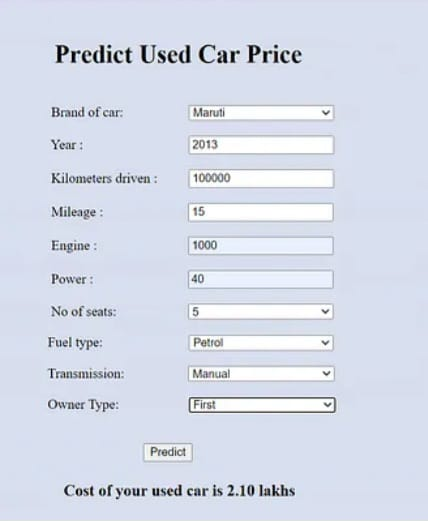 Predict Used Car Price
Brand of car: Maruti
Year : 2013
Kilometers driven : 100000
Mileage : 15
Engine : 1000
Power : 40
No of seats: 5
Fuel type: Petrol
Transmission: Manual
Owner Type: First
Predict
Cost of your used car is 2.10 lakhs